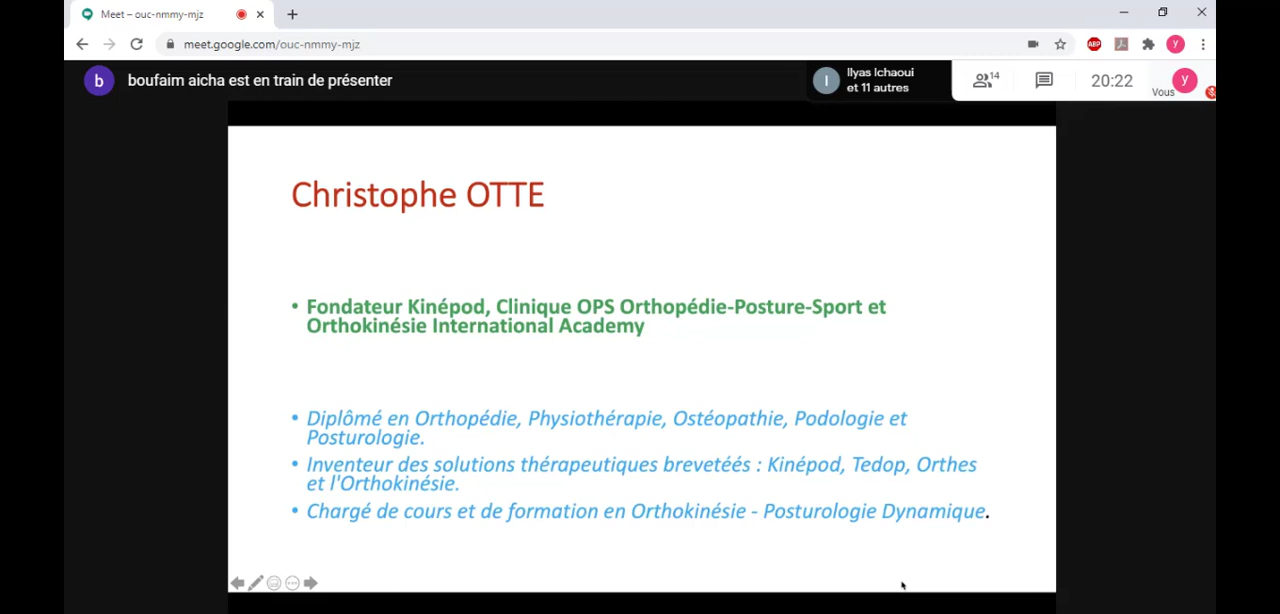 Meet – ouc-nmmy-mjz
meet.google.com/ouc-nmmy-mjz
ABP
y
b
boufaim aicha est en train de présenter
I
Ilyas Ichaoui
et 11 autres
14
20:22
Vous
y
Christophe OTTE
• Fondateur Kinépod, Clinique OPS Orthopédie-Posture-Sport et
Orthokinésie International Academy
• Diplômé en Orthopédie, Physiothérapie, Ostéopathie, Podologie et
Posturologie.
• Inventeur des solutions thérapeutiques brevetéés : Kinépod, Tedop, Orthes
et l'Orthokinésie.
• Chargé de cours et de formation en Orthokinésie - Posturologie Dynamique.